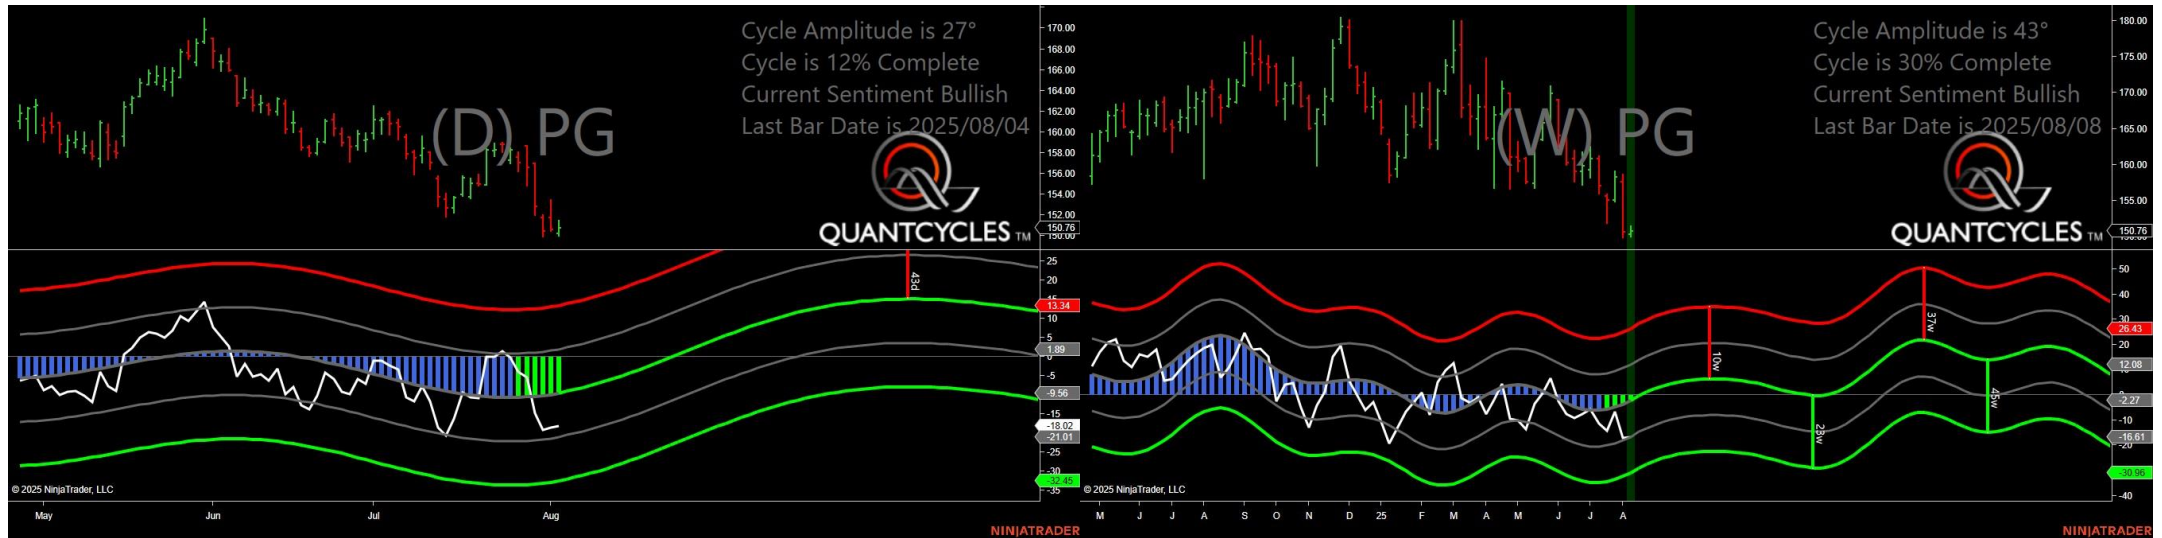 Cycle Amplitude is 27°
Cycle is 12% Complete
Current Sentiment Bullish
Last Bar Date is 2025/08/04
(D) PG
QUANTCYCLES TM
170.00
168.00
166.00
164.00
162.00
160.00
158.00
156.00
154.00
152.00
150.76
150.00
43d
25
20
15
13.34
10
5
1.89
0
-5
-9.56
-15
-18.02
-21.01
-25
-30
-32.45
-35
© 2025 NinjaTrader, LLC
May Jun Jul Aug
NINJATRADER
Cycle Amplitude is 43°
Cycle is 30% Complete
Current Sentiment Bullish
Last Bar Date is 2025/08/08
(W) PG
QUANTCYCLES TM
180.00
175.00
170.00
165.00
160.00
155.00
150.76
10w
23w
37w
45w
50
40
30
26.43
20
12.08
-2.27
-10
-16.61
-20
-30.96
-40
© 2025 NinjaTrader, LLC
M J J A S O N D 25 F M A M J J A
NINJATRADER